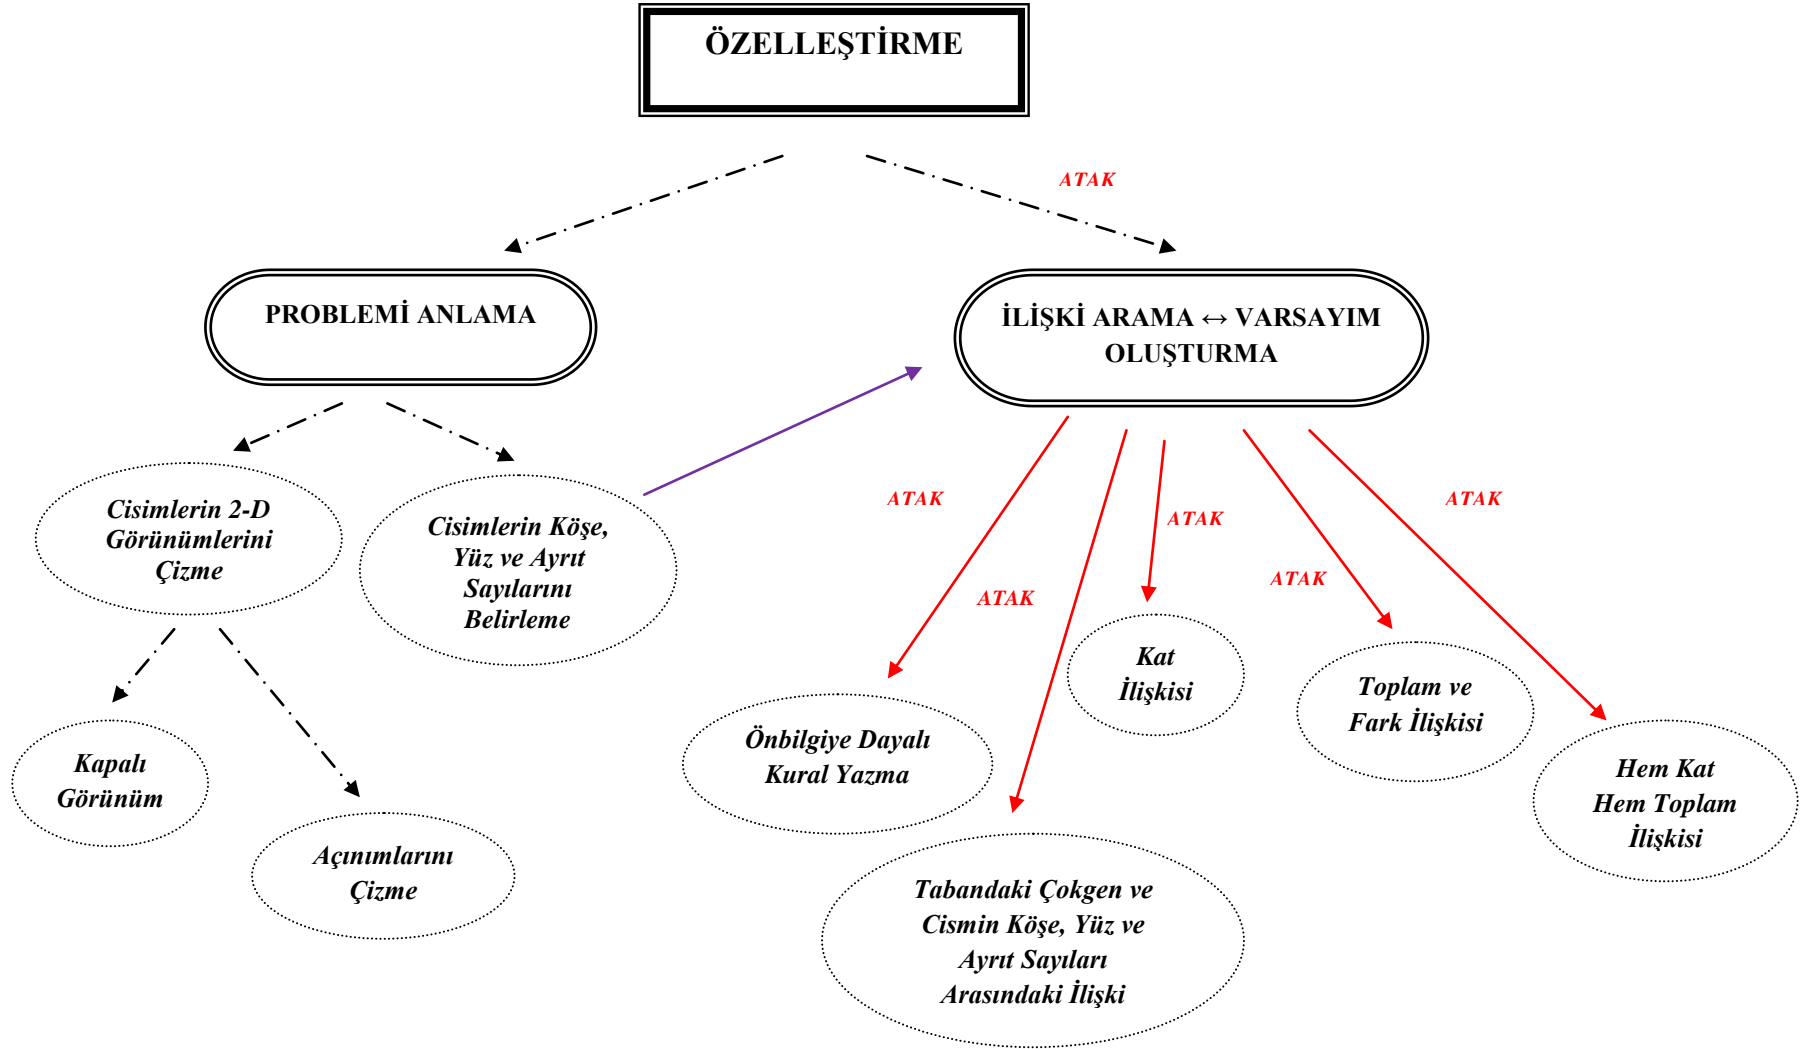 ÖZELLEŞTİRME
ATAK
PROBLEMİ ANLAMA
İLİŞKİ ARAMA ↔ VARSAYIM
OLUŞTURMA
Cisimlerin 2-D
Görünümlerini
Çizme
Cisimlerin Köşe,
Yüz ve Ayrıt
Sayılarını
Belirleme
ATAK
ATAK
ATAK
ATAK
ATAK
Kapalı
Görünüm
Açınımlarını
Çizme
Önbilgiye Dayalı
Kural Yazma
Tabandaki Çokgen ve
Cismin Köşe, Yüz ve
Ayrıt Sayıları
Arasındaki İlişki
Kat
İlişkisi
Toplam ve
Fark İlişkisi
Hem Kat
Hem Toplam
İlişkisi